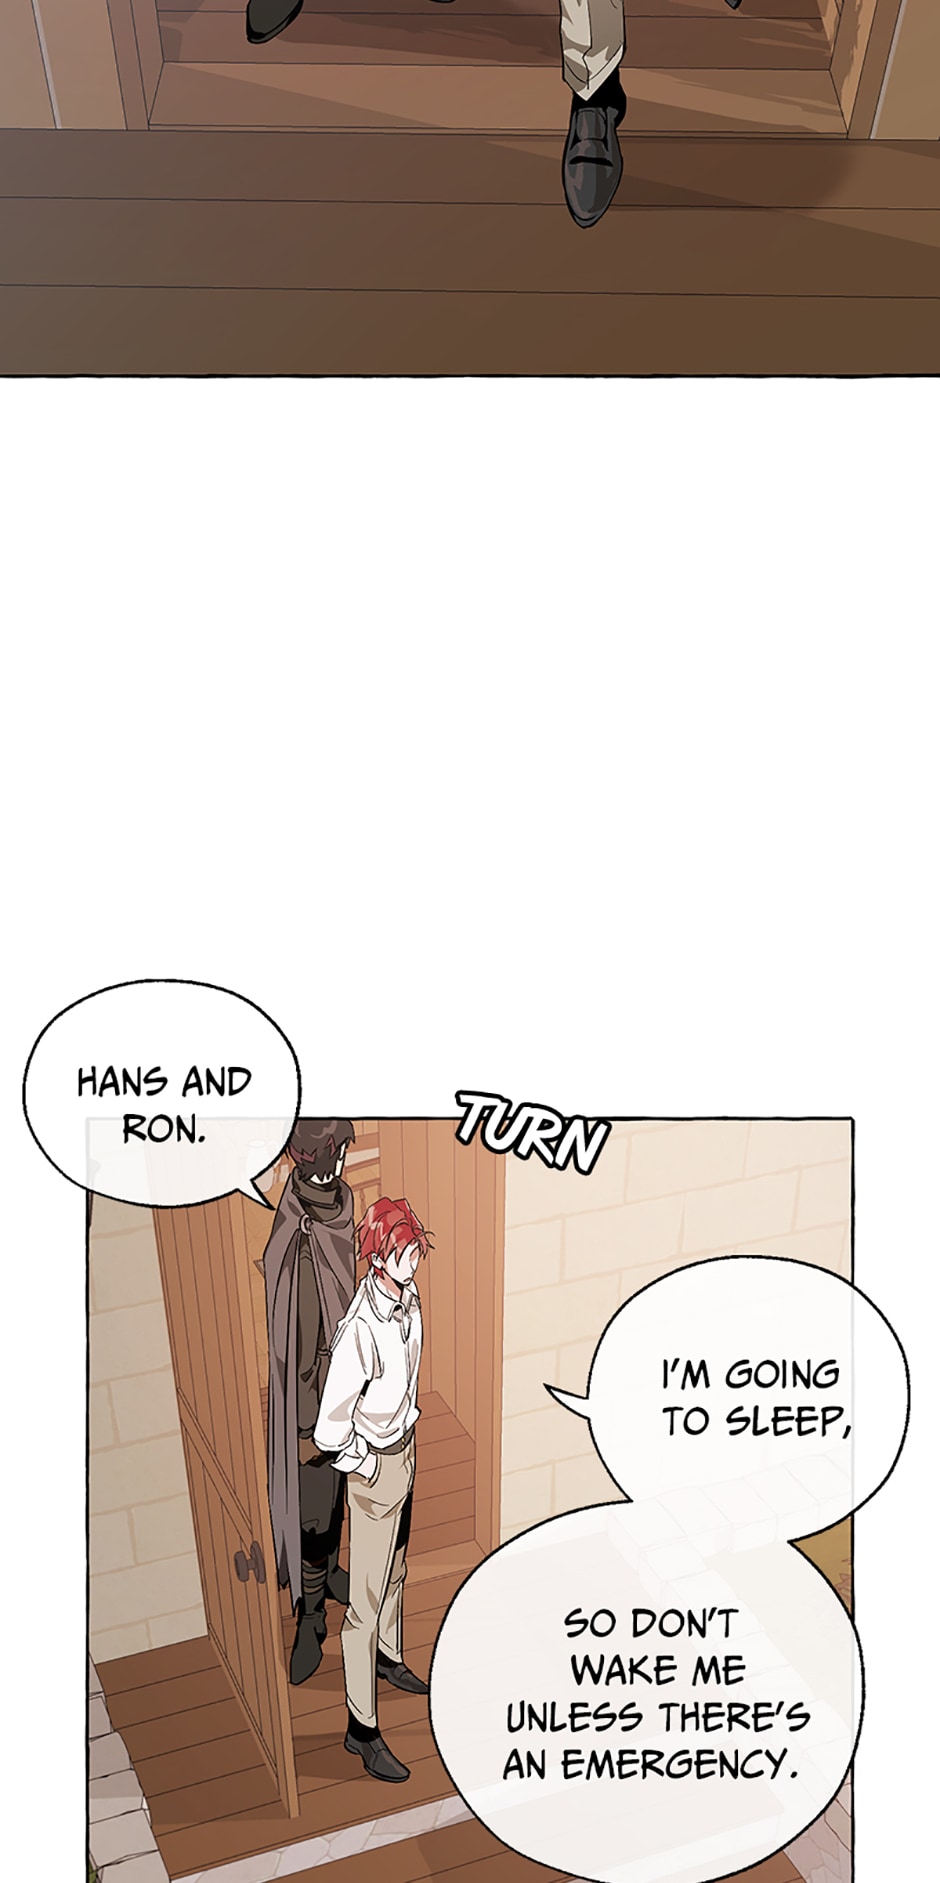 HANS AND
RON.
TURN
I'M GOING
TO SLEEP,
SO DON'T
WAKE ME
UNLESS THERE'S
AN EMERGENCY.